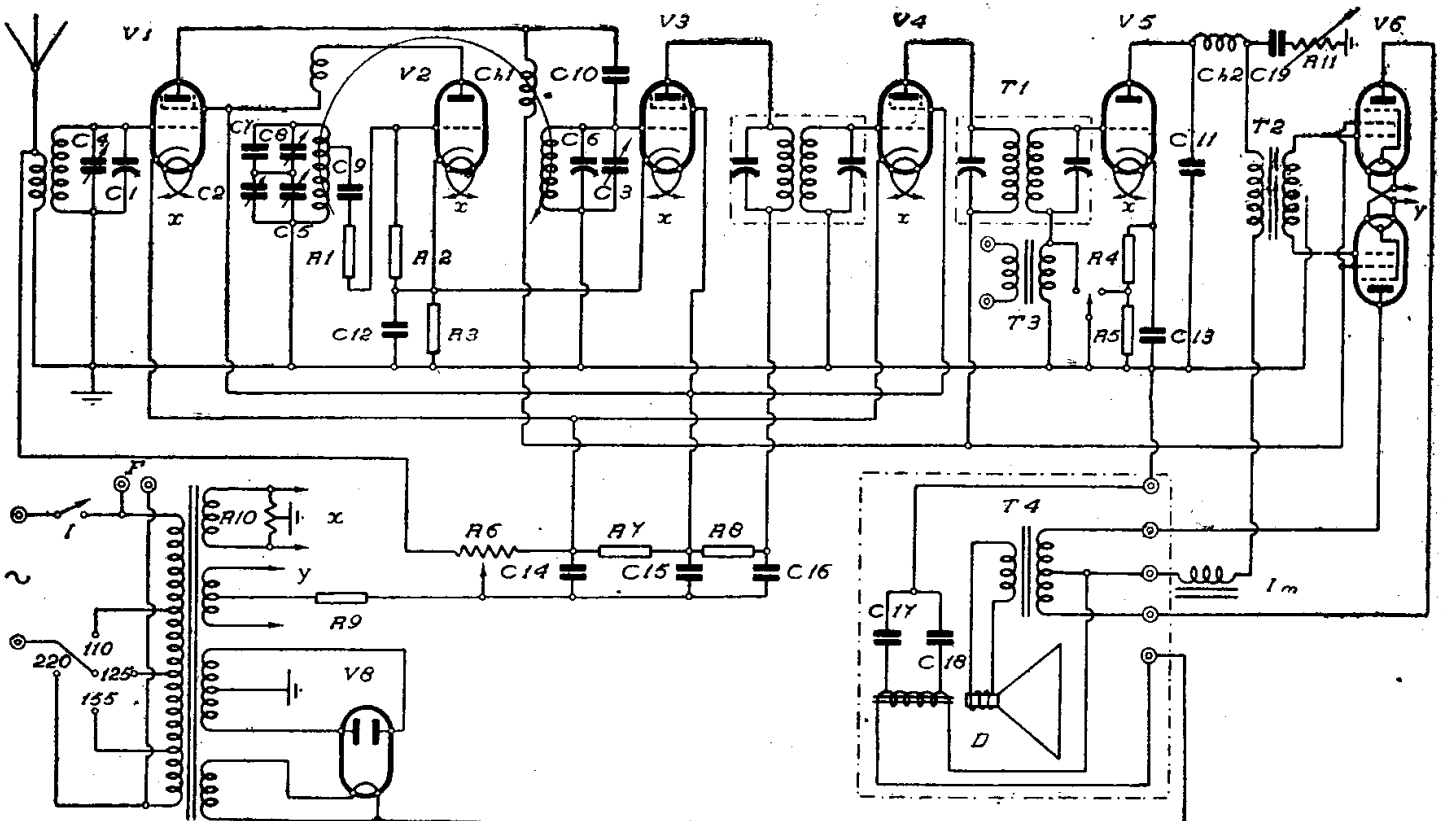 V1
V2
Ch1
C10
V3
V4
T1
V5
Ch2
C19
R11
V6
C4
C1
C2
C7
C8
C9
C5
C6
C3
C11
T2
x
x
x
x
x
y
R1
R2
R3
C12
T3
R4
R5
C13
F
I
R10
x
R6
R7
R8
C14
C15
C16
T4
~
y
R9
Im
C17
C18
110
220
125
155
V8
D